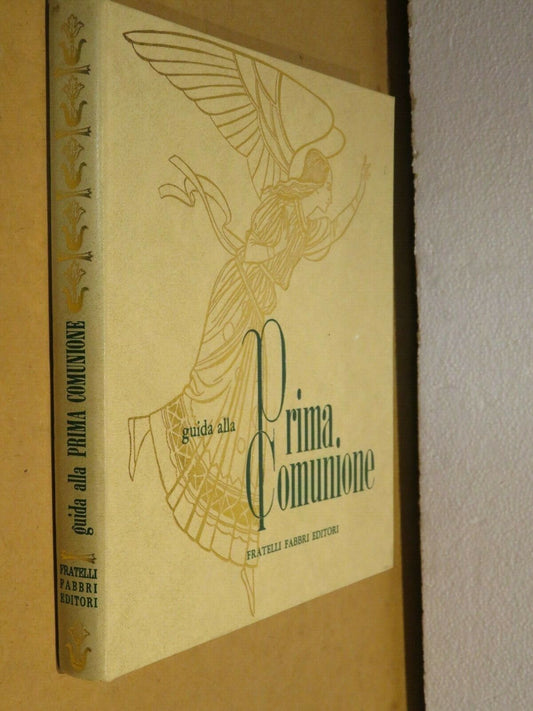 guida alla
Prima
Comunione
FRATELLI FABBRI EDITORI
guida alla PRIMA COMUNIONE
FRATELLI
FABBRI
EDITORI